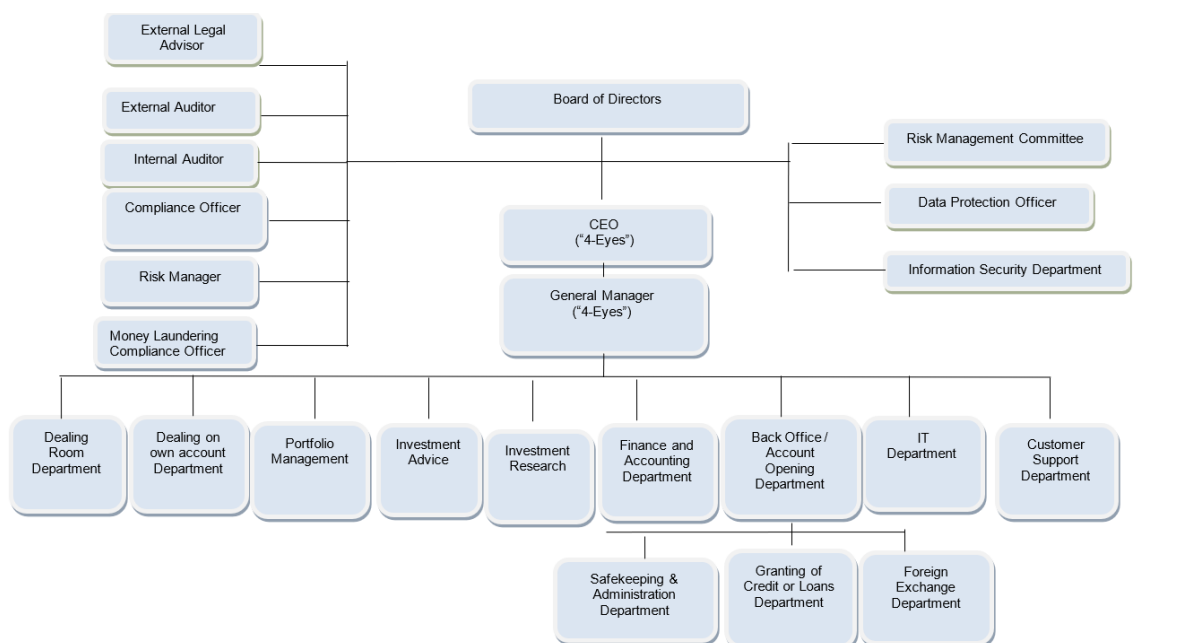 External Legal
Advisor
External Auditor
Internal Auditor
Compliance Officer
Risk Manager
Money Laundering
Compliance Officer
Board of Directors
CEO
(“4-Eyes”)
General Manager
(“4-Eyes”)
Risk Management Committee
Data Protection Officer
Information Security Department
Dealing
Room
Department
Dealing on
own account
Department
Portfolio
Management
Investment
Advice
Investment
Research
Finance and
Accounting
Department
Back Office /
Account
Opening
Department
IT
Department
Customer
Support
Department
Safekeeping &
Administration
Department
Granting of
Credit or Loans
Department
Foreign
Exchange
Department